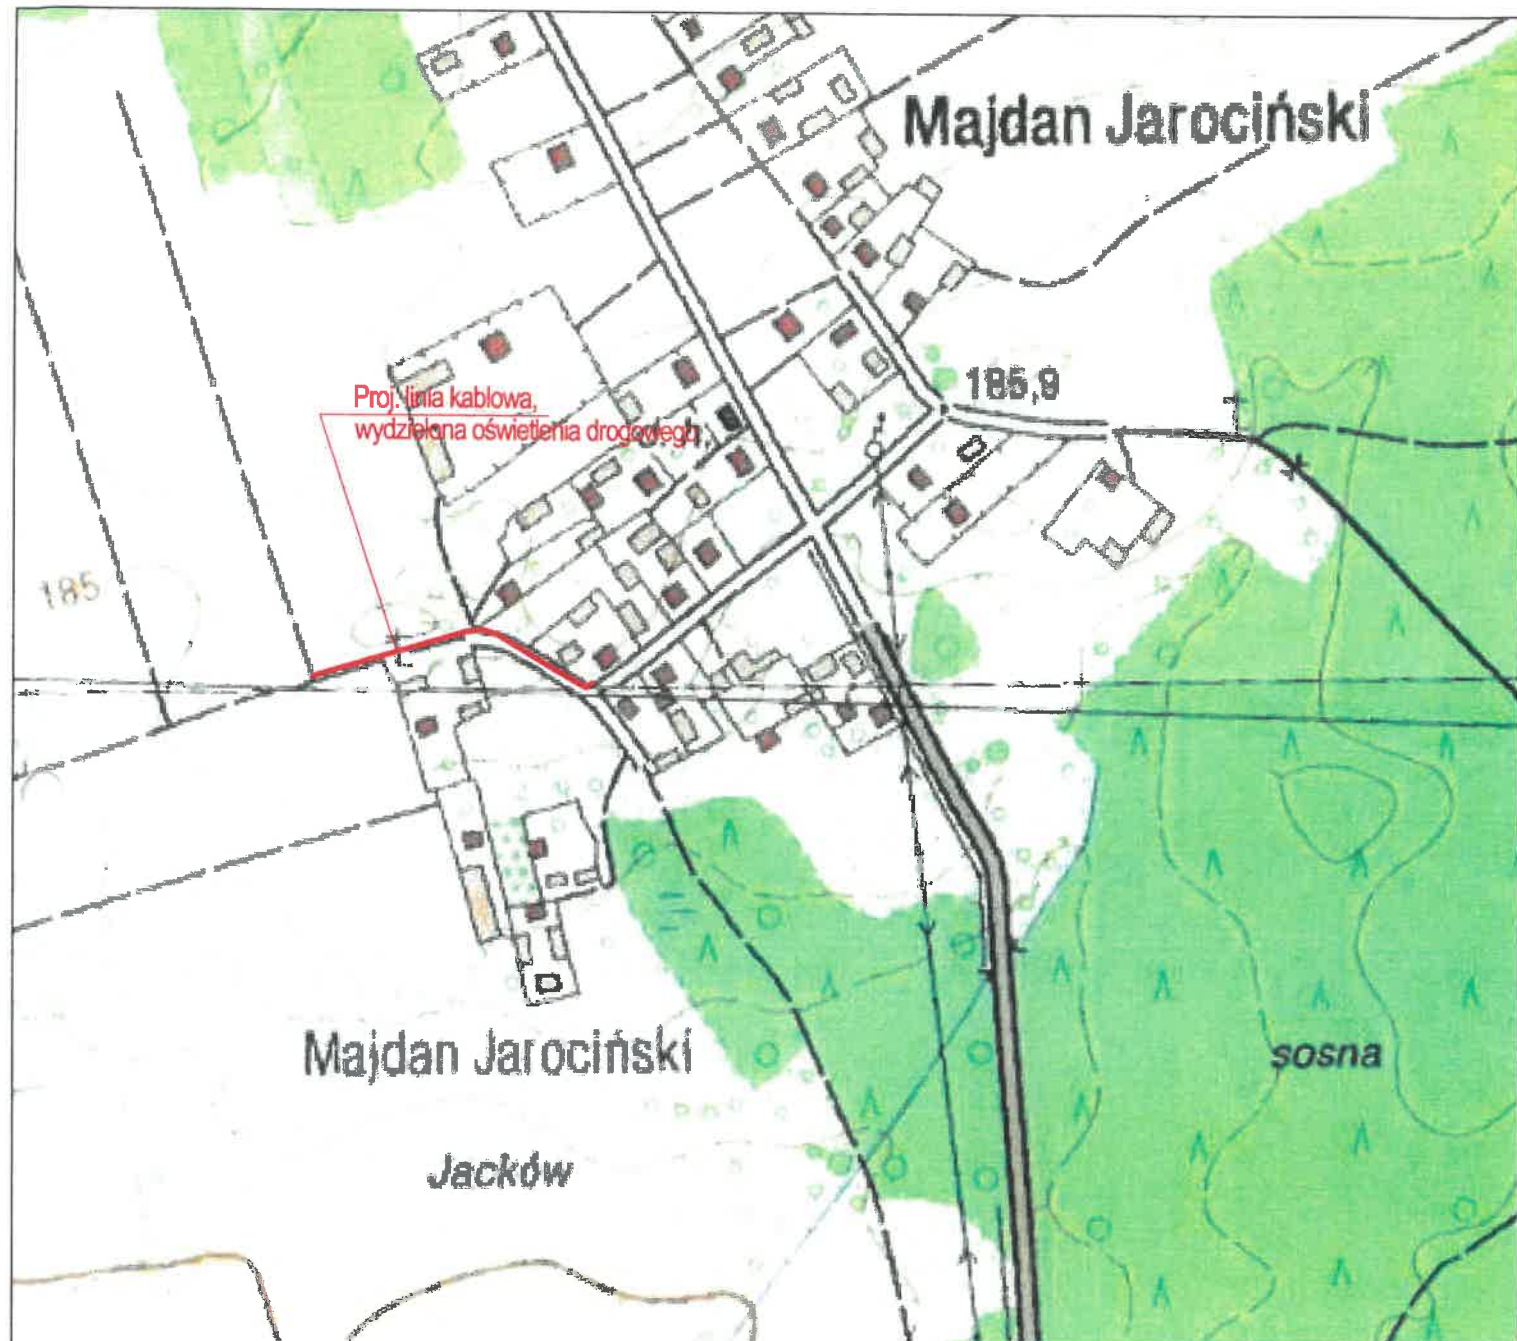 Majdan Jarociński
185,9
Proj. linia kablowa,
wydzielona oświetlenia drogowego
185
Majdan Jarociński
sosna
Jacków